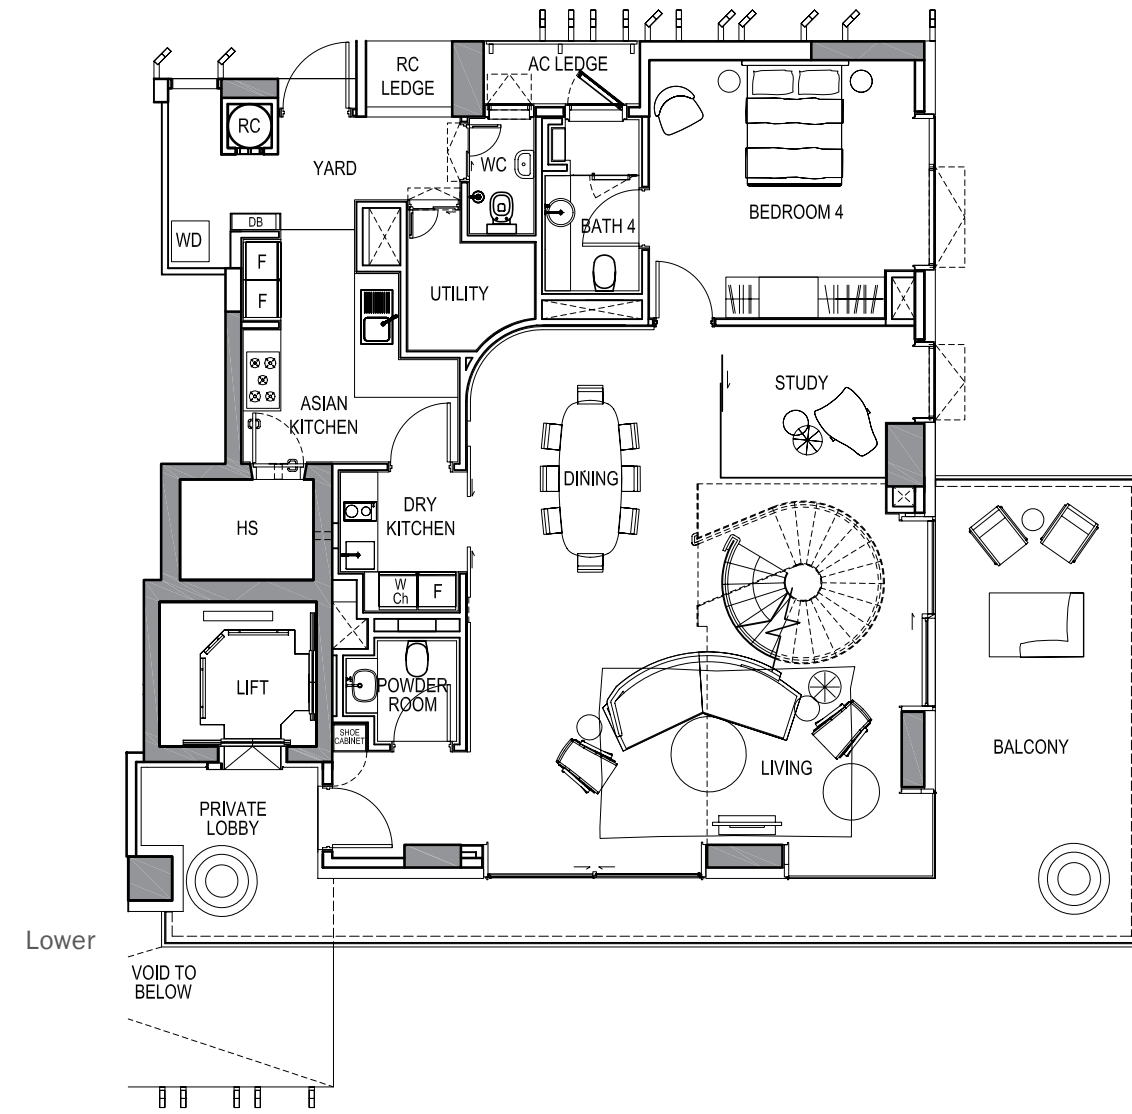 RC
LEDGE
AC LEDGE
RC
YARD
WC
BEDROOM 4
BATH 4
DB
WD
F
F
UTILITY
STUDY
ASIAN
KITCHEN
DINING
DRY
KITCHEN
HS
W
Ch
F
LIFT
POWDER
ROOM
SHOE
CABINET
LIVING
BALCONY
PRIVATE
LOBBY
Lower
VOID TO
BELOW